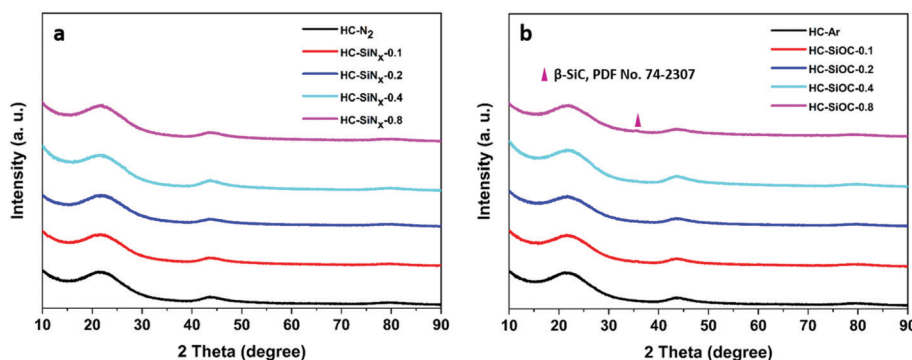 a
HC-N2
HC-SiNx-0.1
HC-SiNx-0.2
HC-SiNx-0.4
HC-SiNx-0.8
Intensity (a. u.)
10 20 30 40 50 60 70 80 90
2 Theta (degree)
b
β-SiC, PDF No. 74-2307
HC-Ar
HC-SiOC-0.1
HC-SiOC-0.2
HC-SiOC-0.4
HC-SiOC-0.8
Intensity (a. u.)
10 20 30 40 50 60 70 80 90
2 Theta (degree)